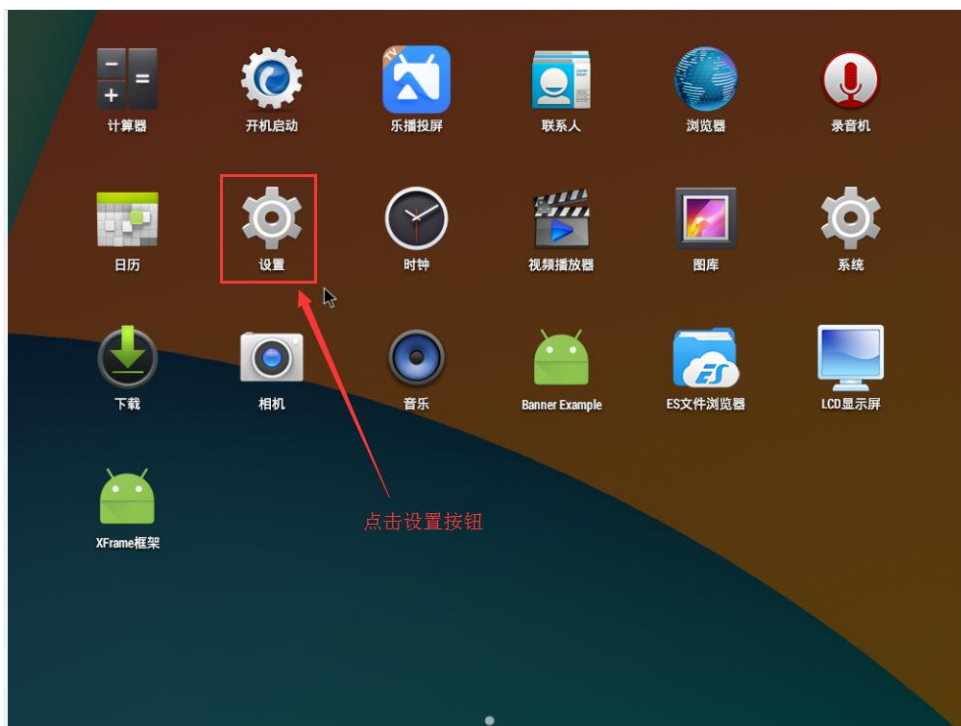 计算器
开机启动
TV
乐播投屏
联系人
浏览器
录音机
日历
设置
时钟
视频播放器
图库
系统
下载
相机
音乐
Banner Example
ES
ES文件浏览器
LCD显示屏
XFrame框架
点击设置按钮